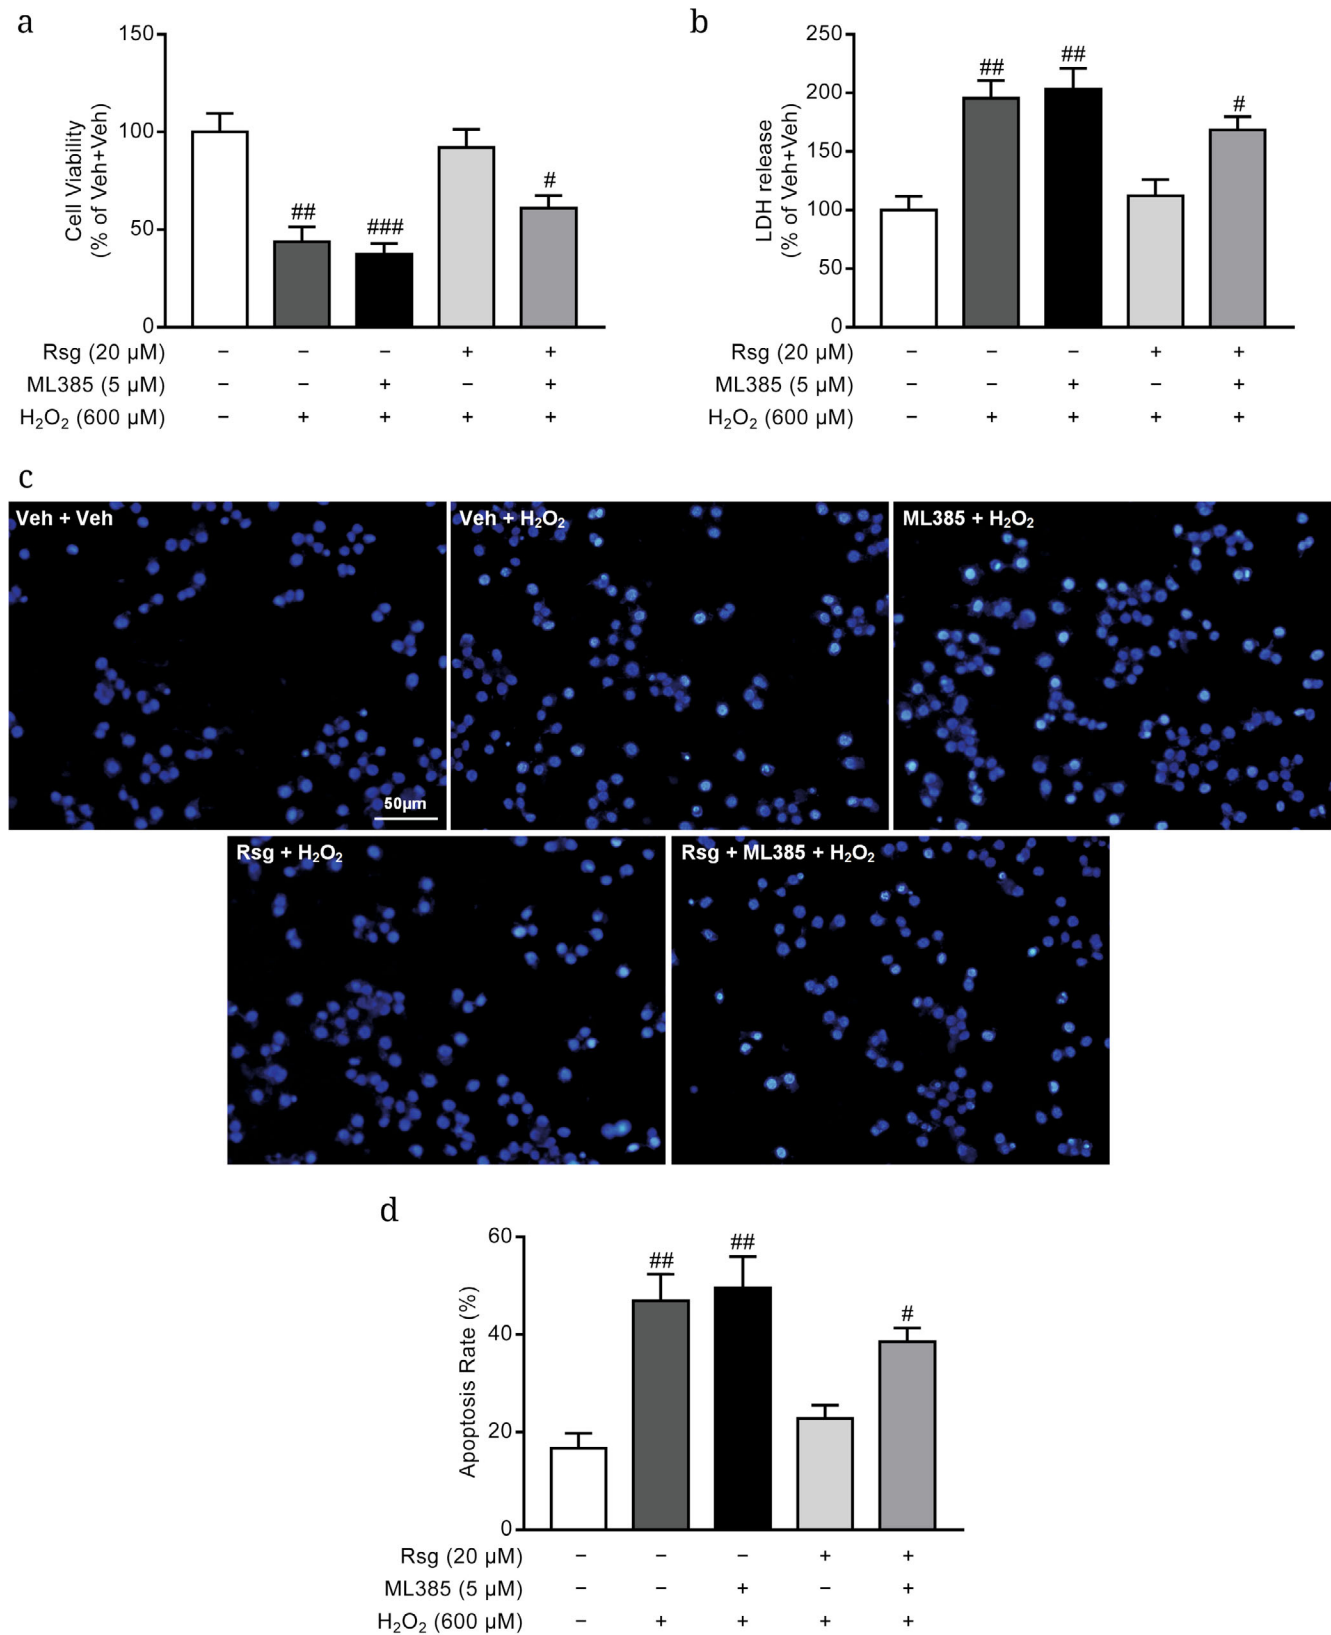 a
150
100
50
0
Cell Viability
(% of Veh+Veh)
##
###
#
Rsg (20 μM) − − − + +
ML385 (5 μM) − − + − +
H₂O₂ (600 μM) − + + + +
b
250
200
150
100
50
0
LDH release
(% of Veh+Veh)
##
##
#
Rsg (20 μM) − − − + +
ML385 (5 μM) − − + − +
H₂O₂ (600 μM) − + + + +
c
Veh + Veh
50μm
Veh + H₂O₂
ML385 + H₂O₂
Rsg + H₂O₂
Rsg + ML385 + H₂O₂
d
60
40
20
0
Apoptosis Rate (%)
##
##
#
Rsg (20 μM) − − − + +
ML385 (5 μM) − − + − +
H₂O₂ (600 μM) − + + + +